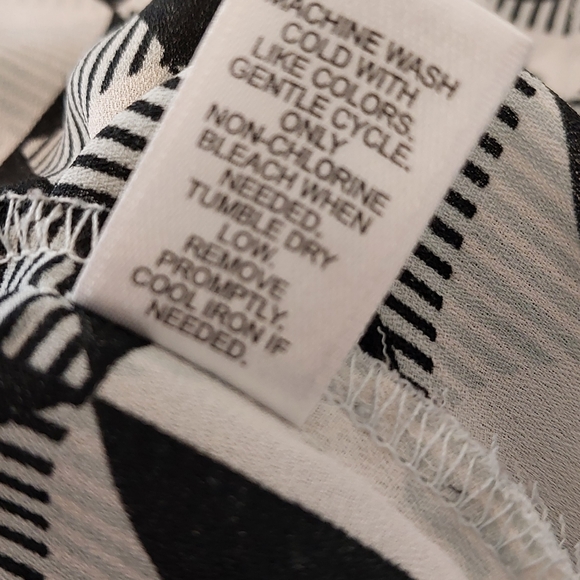 MACHINE WASH
COLD WITH
LIKE COLORS.
GENTLE CYCLE.
ONLY
NON-CHLORINE
BLEACH WHEN
NEEDED.
TUMBLE DRY
LOW.
REMOVE
PROMPTLY.
COOL IRON IF
NEEDED.